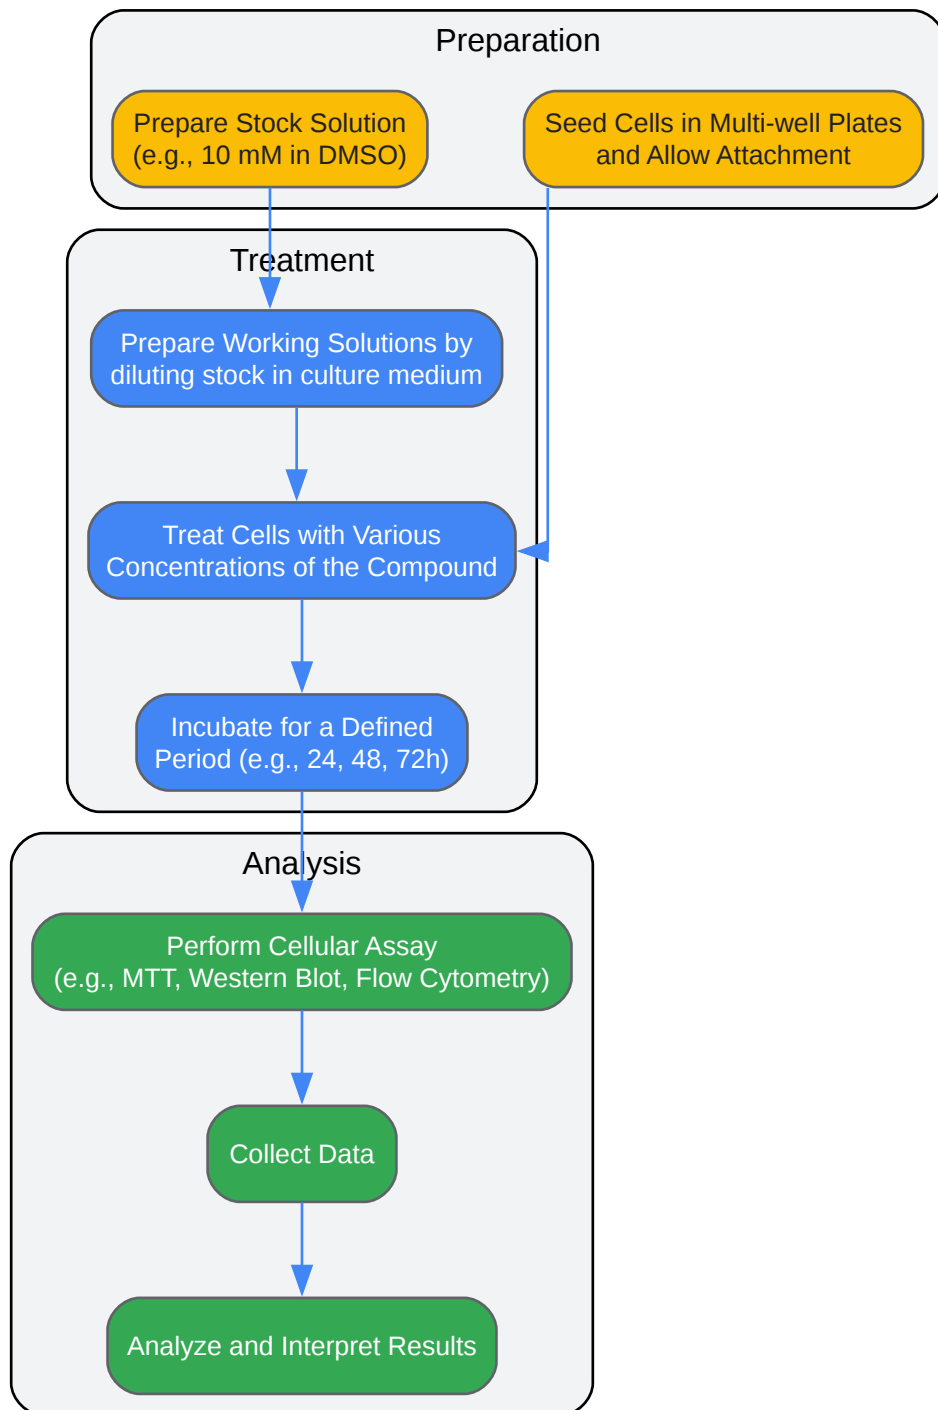 Preparation
Prepare Stock Solution
(e.g., 10 mM in DMSO)
Seed Cells in Multi-well Plates
and Allow Attachment
Treatment
Prepare Working Solutions by
diluting stock in culture medium
Treat Cells with Various
Concentrations of the Compound
Incubate for a Defined
Period (e.g., 24, 48, 72h)
Analysis
Perform Cellular Assay
(e.g., MTT, Western Blot, Flow Cytometry)
Collect Data
Analyze and Interpret Results